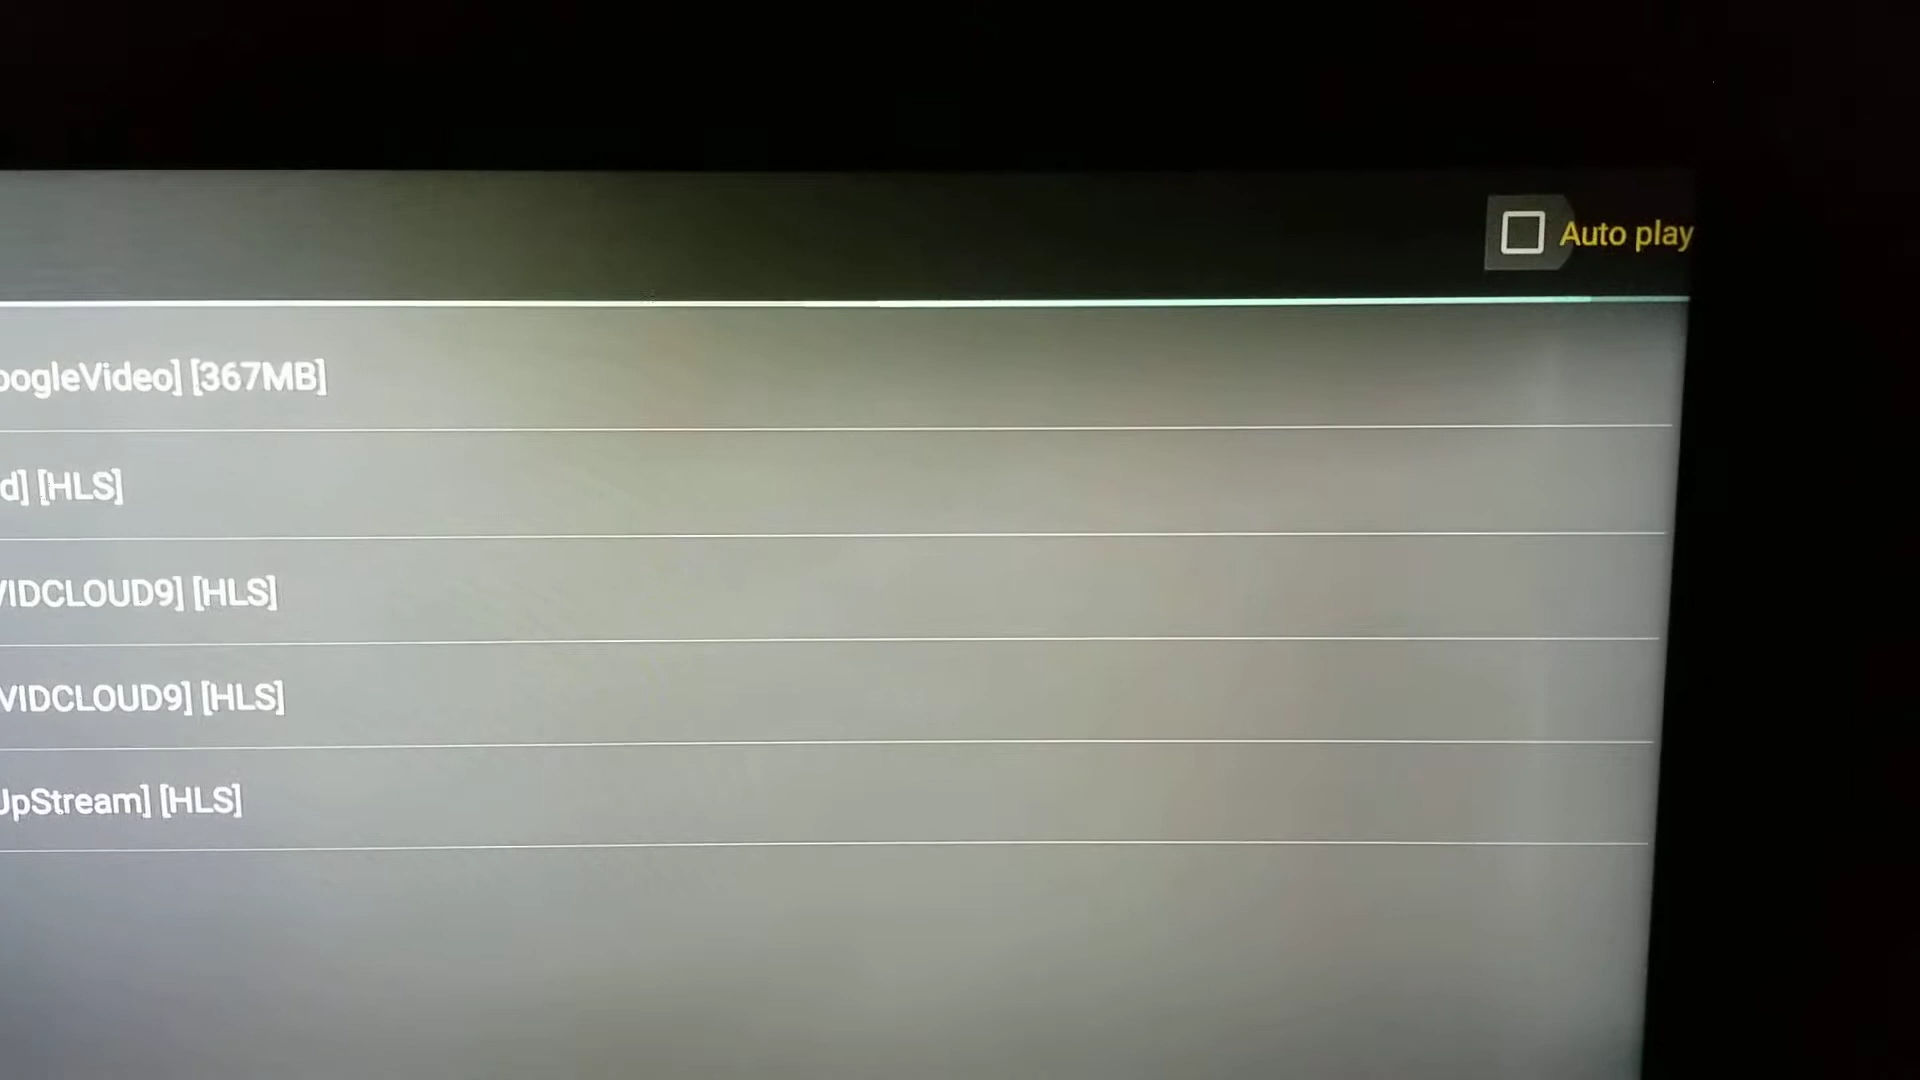 Auto play
oogleVideo] [367MB]
d] [HLS]
VIDCLOUD9] [HLS]
VIDCLOUD9] [HLS]
UpStream] [HLS]